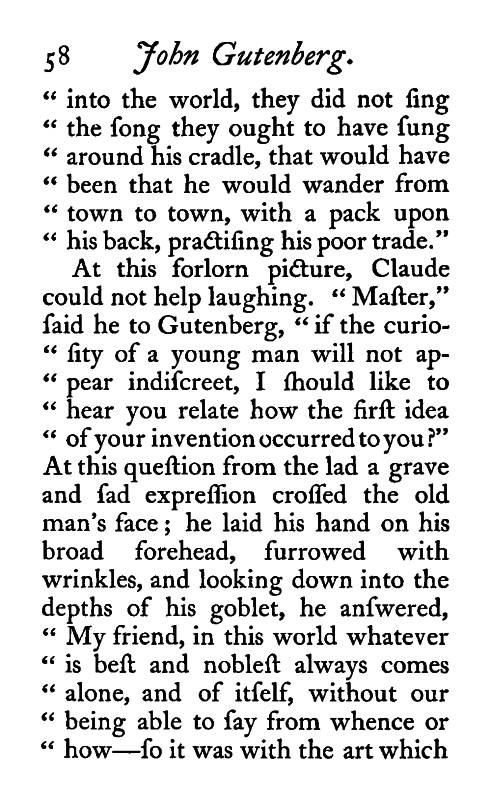 58 John Gutenberg.
“ into the world, they did not ſing
“ the ſong they ought to have ſung
“ around his cradle, that would have
“ been that he would wander from
“ town to town, with a pack upon
“ his back, practiſing his poor trade.”
At this forlorn picture, Claude
could not help laughing. “ Maſter,”
ſaid he to Gutenberg, “ if the curio-
“ ſity of a young man will not ap-
“ pear indiſcreet, I ſhould like to
“ hear you relate how the firſt idea
“ of your invention occurred to you?”
At this queſtion from the lad a grave
and ſad expreſſion croſſed the old
man's face; he laid his hand on his
broad forehead, furrowed with
wrinkles, and looking down into the
depths of his goblet, he anſwered,
“ My friend, in this world whatever
“ is beſt and nobleſt always comes
“ alone, and of itſelf, without our
“ being able to ſay from whence or
“ how—ſo it was with the art which